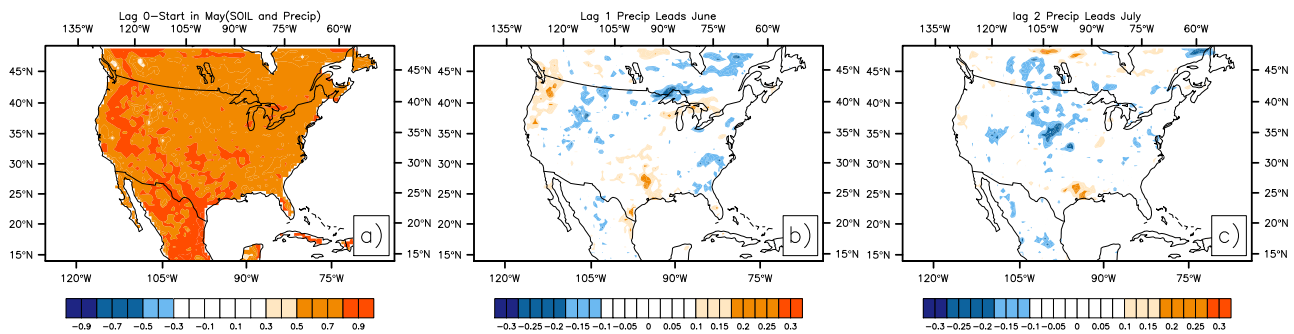 Lag 0-Start in May(SOIL and Precip)
135°W 120°W 105°W 90°W 75°W 60°W
45°N 45°N
40°N 40°N
35°N 35°N
30°N 30°N
25°N 25°N
20°N 20°N
15°N 15°N
a)
120°W 105°W 90°W 75°W
-0.9 -0.7 -0.5 -0.3 -0.1 0.1 0.3 0.5 0.7 0.9
Lag 1 Precip Leads June
135°W 120°W 105°W 90°W 75°W 60°W
45°N 45°N
40°N 40°N
35°N 35°N
30°N 30°N
25°N 25°N
20°N 20°N
15°N 15°N
b)
120°W 105°W 90°W 75°W
-0.3 -0.25 -0.2 -0.15 -0.1 -0.05 0 0.05 0.1 0.15 0.2 0.25 0.3
lag 2 Precip Leads July
135°W 120°W 105°W 90°W 75°W 60°W
45°N 45°N
40°N 40°N
35°N 35°N
30°N 30°N
25°N 25°N
20°N 20°N
15°N 15°N
c)
120°W 105°W 90°W 75°W
-0.3 -0.25 -0.2 -0.15 -0.1 -0.05 0 0.05 0.1 0.15 0.2 0.25 0.3